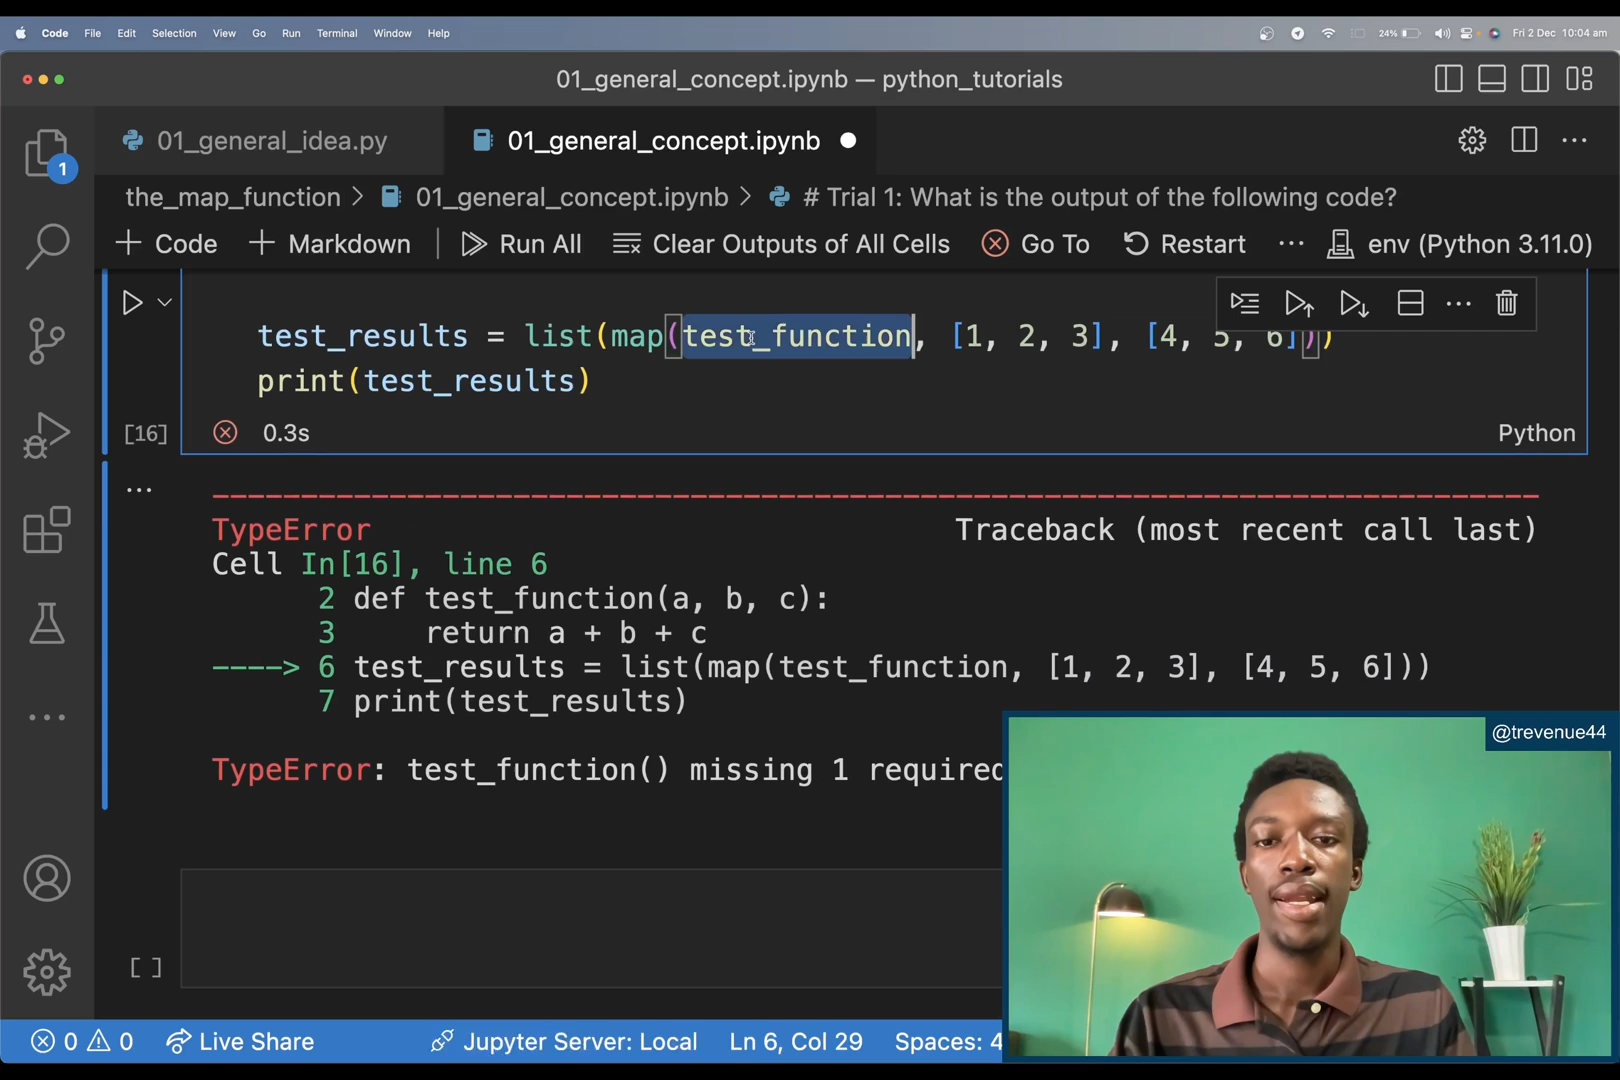 Code File Edit Selection View Go Run Terminal Window Help 24% Fri 2 Dec 10:04 am
01_general_concept.ipynb — python_tutorials
1
01_general_idea.py 01_general_concept.ipynb
the_map_function > 01_general_concept.ipynb > # Trial 1: What is the output of the following code?
+ Code + Markdown | Run All Clear Outputs of All Cells Go To Restart ... env (Python 3.11.0)
test_results = list(map(test_function, [1, 2, 3], [4, 5, 6]))
print(test_results)
[16] 0.3s Python
...
TypeError Traceback (most recent call last)
Cell In[16], line 6
2 def test_function(a, b, c):
3 return a + b + c
----> 6 test_results = list(map(test_function, [1, 2, 3], [4, 5, 6]))
7 print(test_results)
TypeError: test_function() missing 1 required
@trevenue44
[ ]
0 0 Live Share Jupyter Server: Local Ln 6, Col 29 Spaces: 4